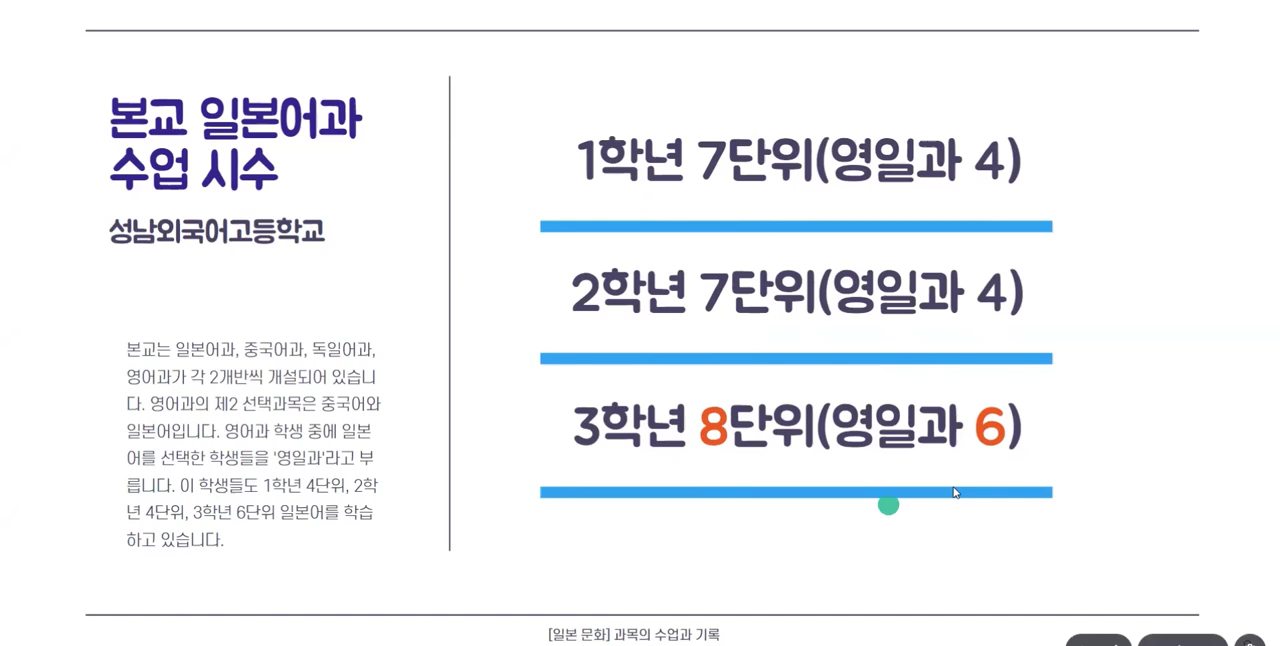 본교 일본어과
수업 시수
성남외국어고등학교
본교는 일본어과, 중국어과, 독일어과,
영어과가 각 2개반씩 개설되어 있습니
다. 영어과의 제2 선택과목은 중국어와
일본어입니다. 영어과 학생 중에 일본
어를 선택한 학생들을 '영일과'라고 부
릅니다. 이 학생들도 1학년 4단위, 2학
년 4단위, 3학년 6단위 일본어를 학습
하고 있습니다.
1학년 7단위(영일과 4)
2학년 7단위(영일과 4)
3학년 8단위(영일과 6)
[일본 문화] 과목의 수업과 기록